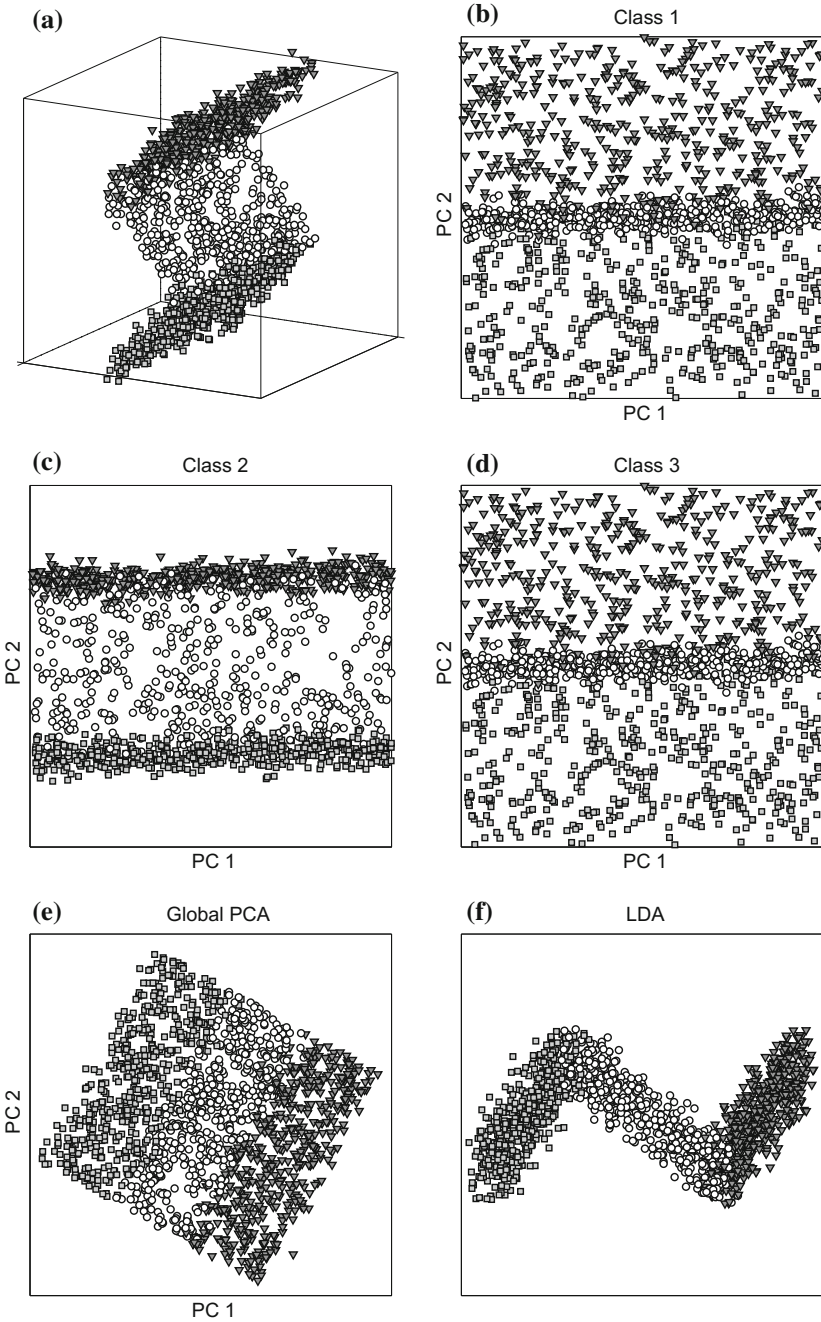 (a)
(b)
Class 1
PC 2
PC 1
(c)
Class 2
PC 2
PC 1
(d)
Class 3
PC 2
PC 1
(e)
Global PCA
PC 2
PC 1
(f)
LDA